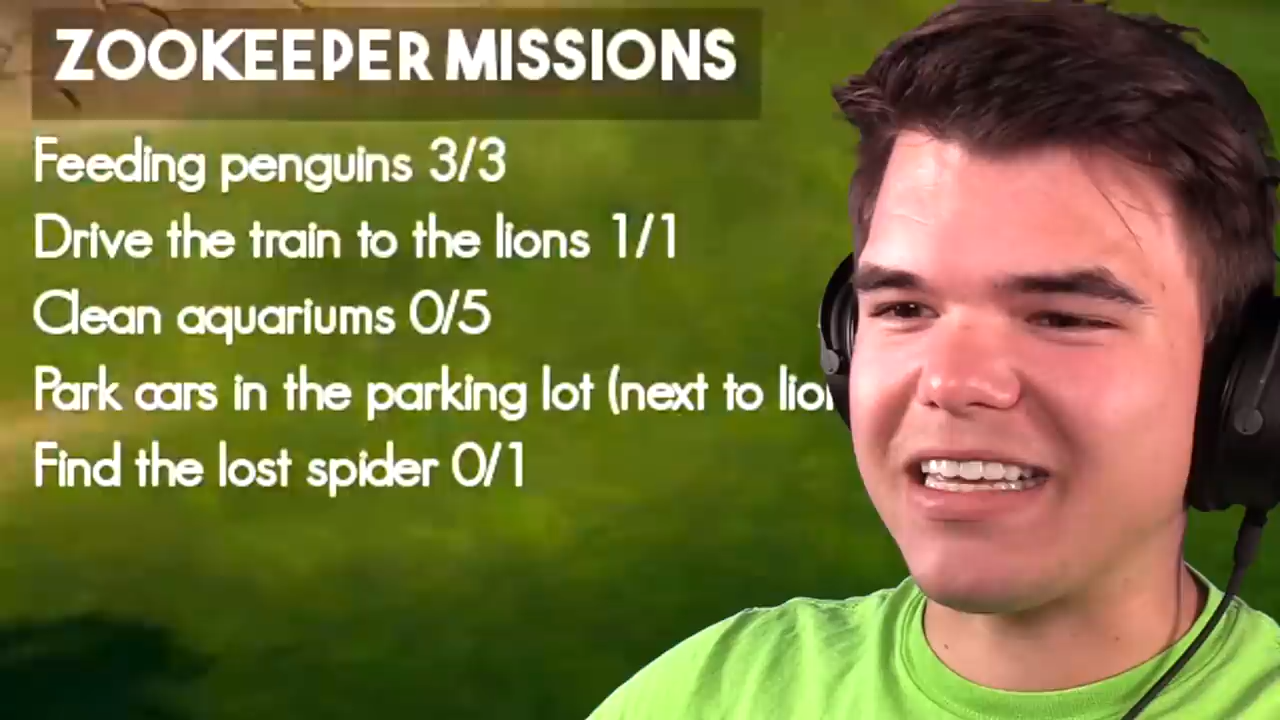 ZOOKEEPER MISSIONS
Feeding penguins 3/3
Drive the train to the lions 1/1
Clean aquariums 0/5
Park cars in the parking lot (next to
Find the lost spider 0/1